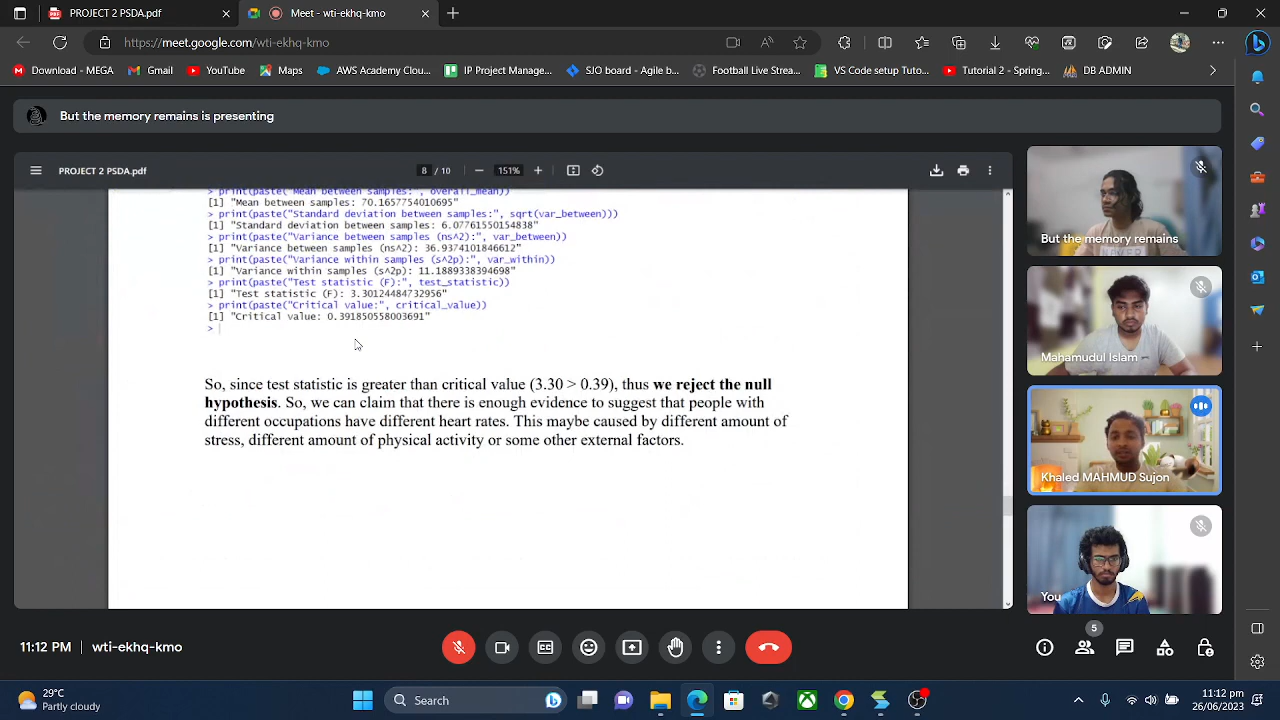 PROJECT 2 PSDA.pdf
Meet - wti-ekhq-kmo
https://meet.google.com/wti-ekhq-kmo
Download - MEGA
Gmail
YouTube
Maps
AWS Academy Clou...
IP Project Manage...
SJO board - Agile b...
Football Live Strea...
VS Code setup Tutor...
Tutorial 2 - Spring...
DB ADMIN
But the memory remains is presenting
PROJECT 2 PSDA.pdf
8 / 10
151%
> print(paste("Mean between samples:", overall_mean))
[1] "Mean between samples: 70.1657754010695"
> print(paste("Standard deviation between samples:", sqrt(var_between)))
[1] "Standard deviation between samples: 6.07761550154838"
> print(paste("Variance between samples (ns^2):", var_between))
[1] "Variance between samples (ns^2): 36.9374101846612"
> print(paste("Variance within samples (s^2p):", var_within))
[1] "Variance within samples (s^2p): 11.1889338394698"
> print(paste("Test statistic (F):", test_statistic))
[1] "Test statistic (F): 3.30124484732956"
> print(paste("Critical value:", critical_value))
[1] "Critical value: 0.391850558003691"
>
So, since test statistic is greater than critical value (3.30 > 0.39), thus we reject the null
hypothesis. So, we can claim that there is enough evidence to suggest that people with
different occupations have different heart rates. This maybe caused by different amount of
stress, different amount of physical activity or some other external factors.
But the memory remains
Mahamudul Islam
Khaled MAHMUD Sujon
You
5
11:12 PM
wti-ekhq-kmo
29°C
Partly cloudy
Search
11:12 pm
26/06/2023